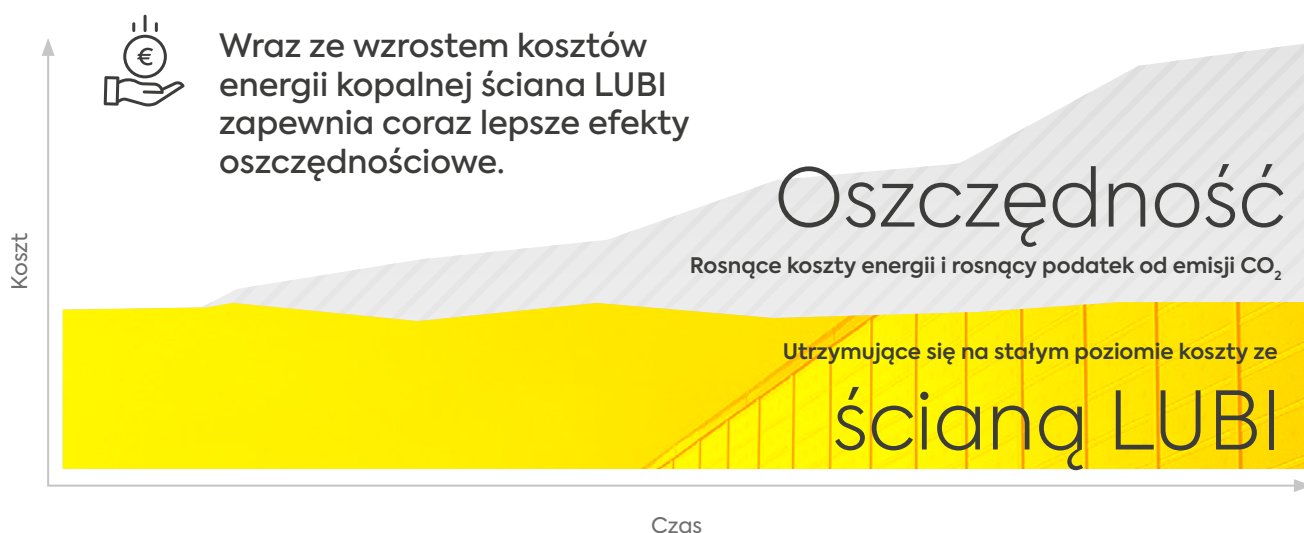 €
Wraz ze wzrostem kosztów
energii kopalnej ściana LUBI
zapewnia coraz lepsze efekty
oszczędnościowe.
Oszczędność
Rosnące koszty energii i rosnący podatek od emisji CO₂
Koszt
Utrzymujące się na stałym poziomie koszty ze
ścianą LUBI
Czas